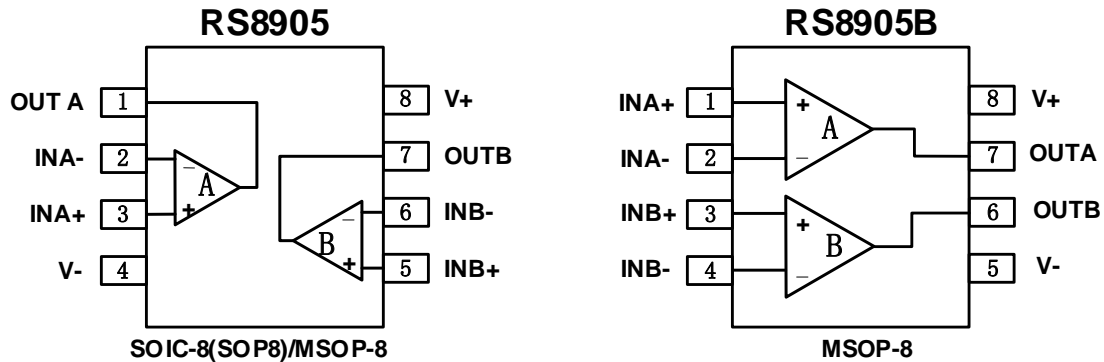 RS8905
OUT A 1
INA- 2
INA+ 3
V- 4
8 V+
7 OUTB
6 INB-
5 INB+
− A +
− B +
SOIC-8(SOP8)/MSOP-8
RS8905B
INA+ 1
INA- 2
INB+ 3
INB- 4
8 V+
7 OUTA
6 OUTB
5 V-
+ A −
+ B −
MSOP-8